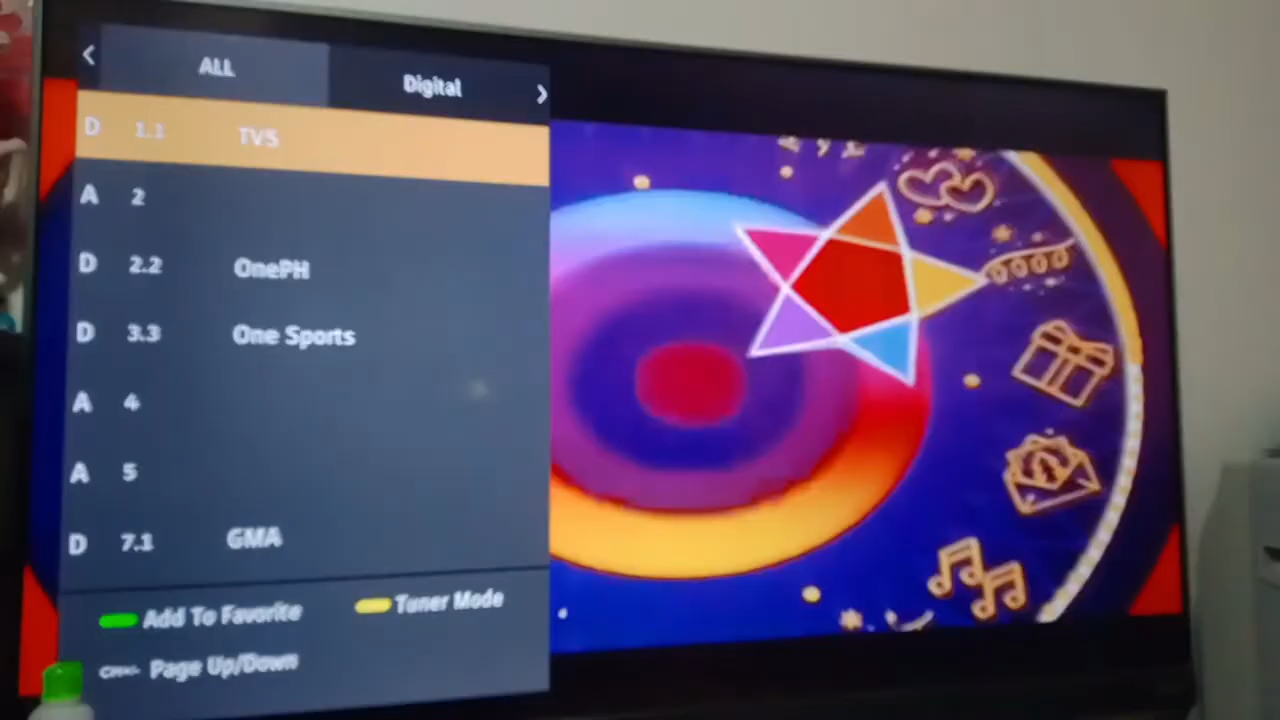 ALL
Digital
D 1.1 TV5
A 2
D 2.2 OnePH
D 3.3 One Sports
A 4
A 5
D 7.1 GMA
Add To Favorite
Tuner Mode
Page Up/Down